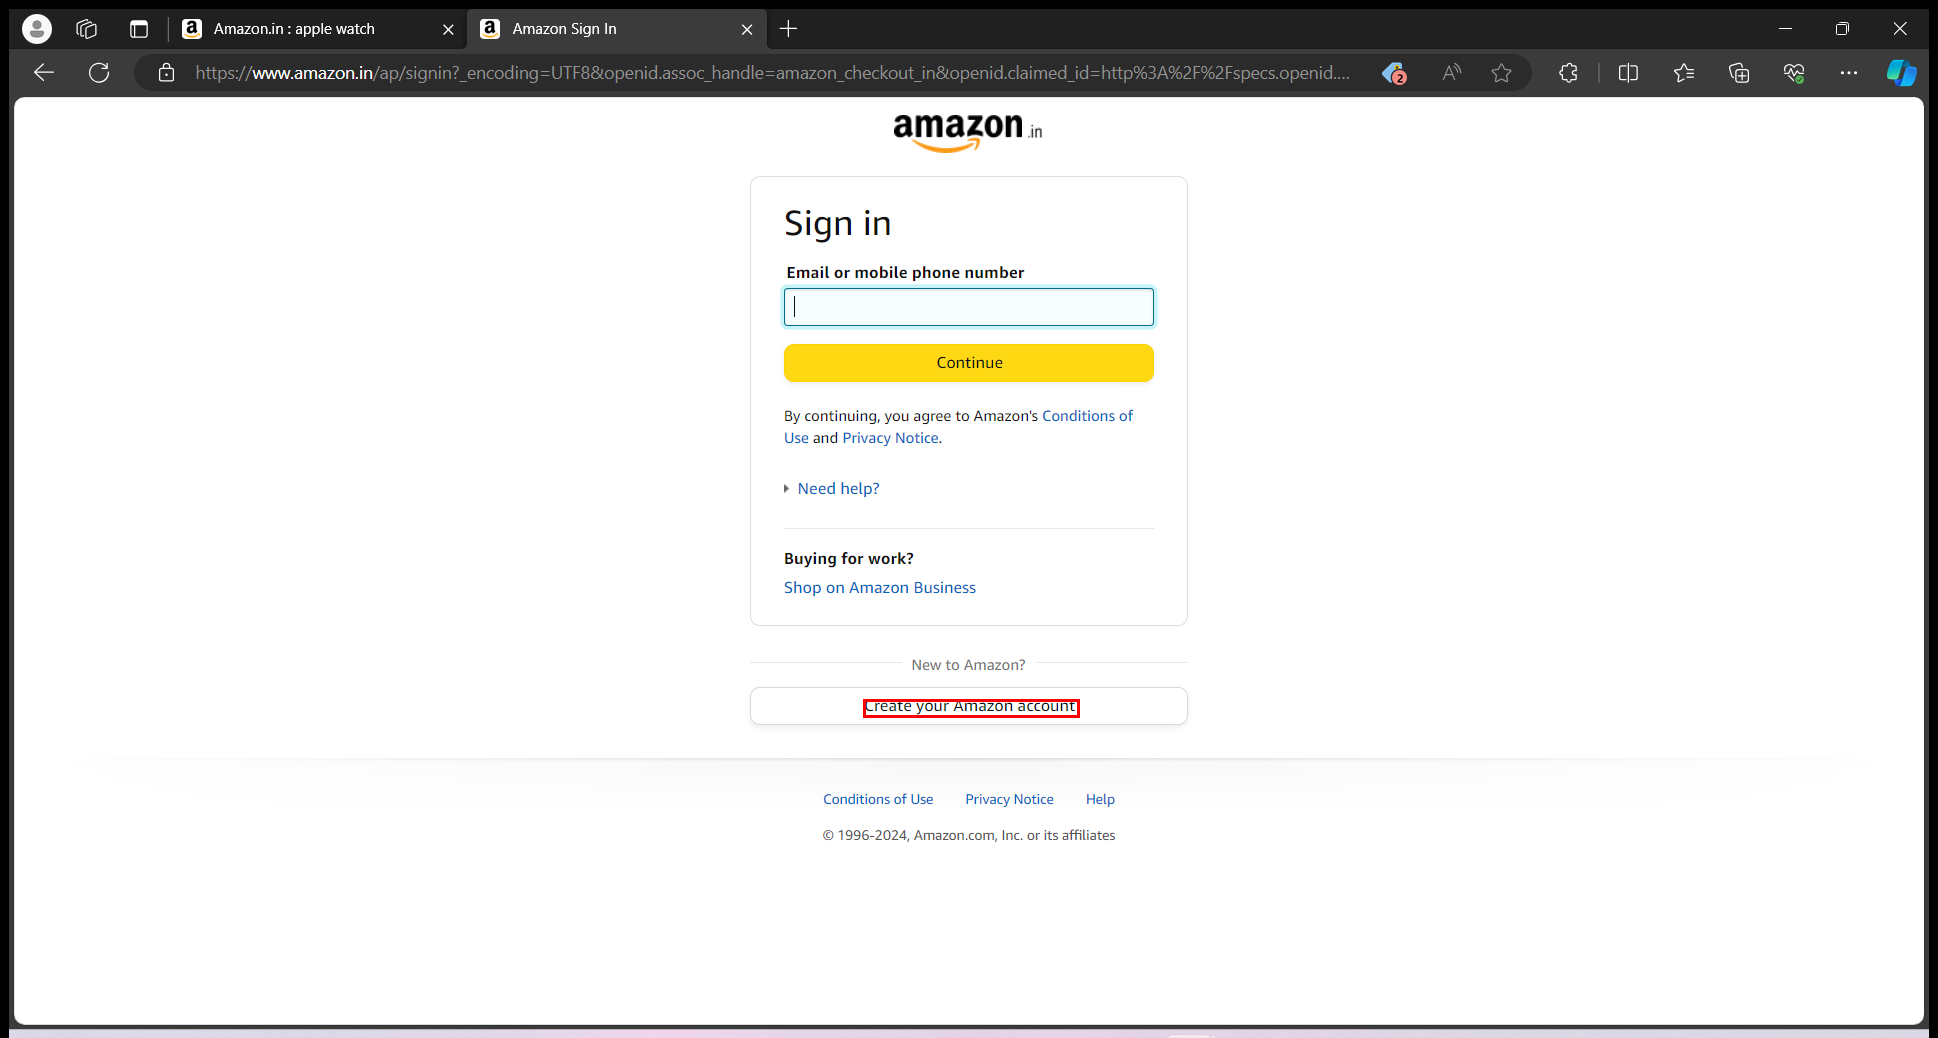 Amazon.in : apple watch
Amazon Sign In
https://www.amazon.in/ap/signin?_encoding=UTF8&openid.assoc_handle=amazon_checkout_in&openid.claimed_id=http%3A%2F%2Fspecs.openid....
2
amazon.in
Sign in
Email or mobile phone number
Continue
By continuing, you agree to Amazon's Conditions of
Use and Privacy Notice.
Need help?
Buying for work?
Shop on Amazon Business
New to Amazon?
Create your Amazon account
Conditions of Use Privacy Notice Help
© 1996-2024, Amazon.com, Inc. or its affiliates